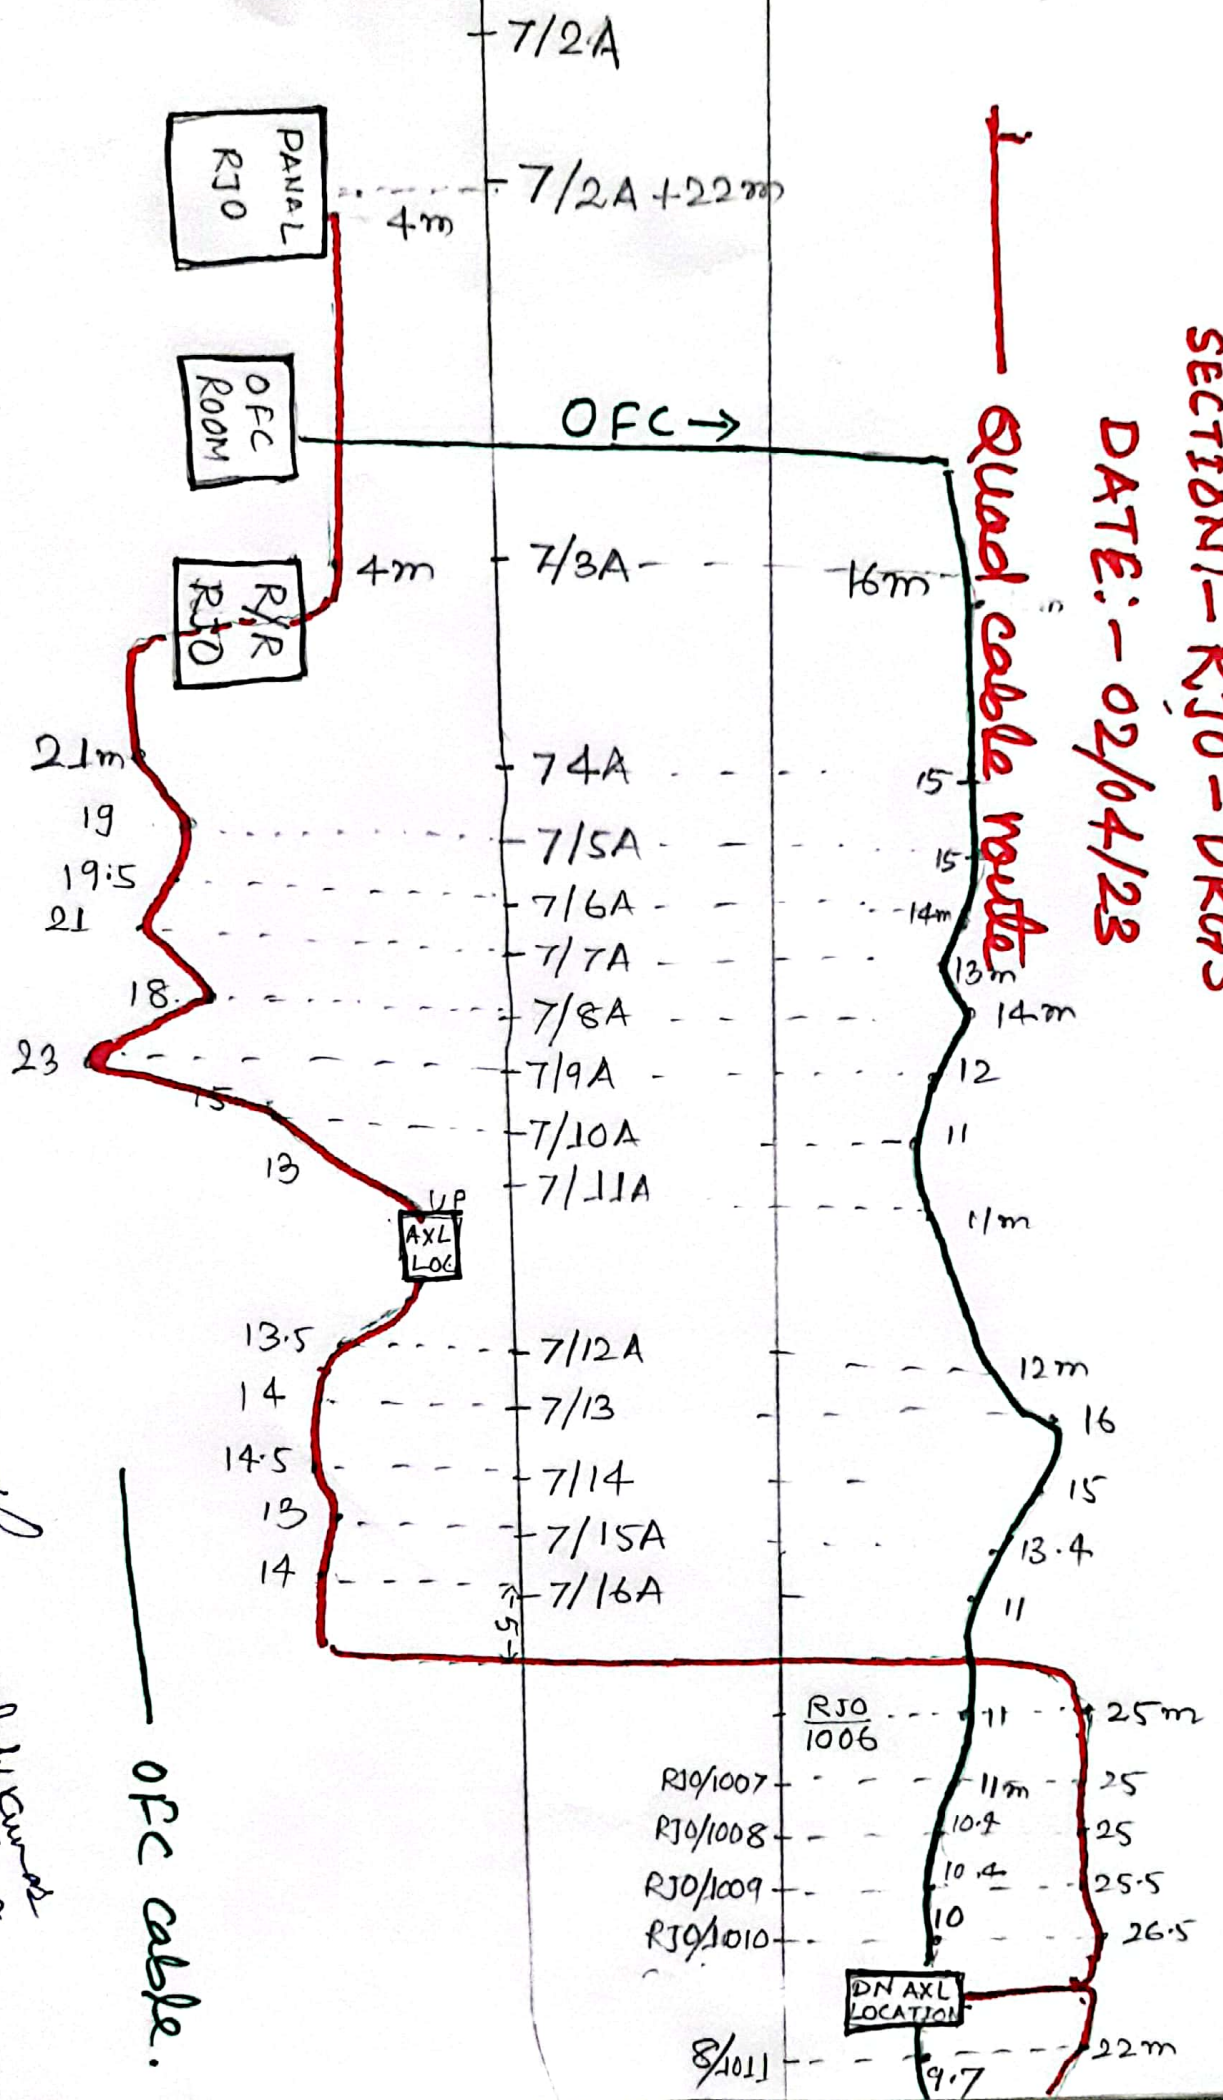 SECTION:- RJO - DRGJ
DATE:- 02/04/23
Quad cable route
7/2A
PANAL
RJO
4m
7/2A +22m
OFC
ROOM
OFC →
R/R
RJO
4m
7/3A
16m
21m
74A
15
19
7/5A
15
19.5
7/6A
14m
21
7/7A
13m
18
7/8A
14m
23
7/9A
12
15
7/10A
11
13
7/11A
11m
UP
AXL
LOC
13.5
7/12A
12m
14
7/13
16
14.5
7/14
15
13
7/15A
13.4
14
7/16A
11
←5→
RJO
1006
11
25m
RJO/1007
11m
25
RJO/1008
10.4
25
RJO/1009
10.4
25.5
RJO/1010
10
26.5
DN AXL
LOCATION
8/1011
9.7
22m
OFC cable.